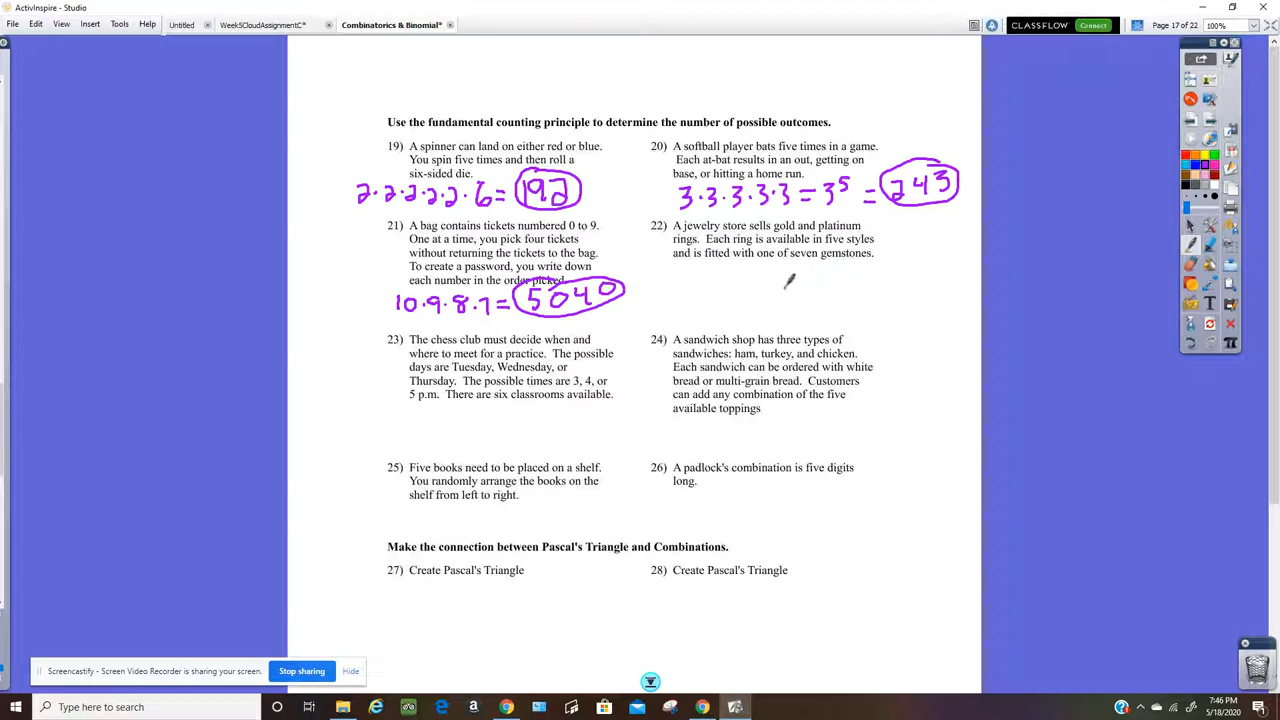 ActivInspire - Studio
File Edit View Insert Tools Help
Untitled
Week5CloudAssignmentC*
Combinatorics & Binomial*
CLASSFLOW Connect
Page 17 of 22
100%
Use the fundamental counting principle to determine the number of possible outcomes.
19) A spinner can land on either red or blue.
You spin five times and then roll a
six-sided die.
2·2·2·2·2·6=192
20) A softball player bats five times in a game.
Each at-bat results in an out, getting on
base, or hitting a home run.
3·3·3·3·3=3⁵=243
21) A bag contains tickets numbered 0 to 9.
One at a time, you pick four tickets
without returning the tickets to the bag.
To create a password, you write down
each number in the order picked.
10·9·8·7=5040
22) A jewelry store sells gold and platinum
rings. Each ring is available in five styles
and is fitted with one of seven gemstones.
23) The chess club must decide when and
where to meet for a practice. The possible
days are Tuesday, Wednesday, or
Thursday. The possible times are 3, 4, or
5 p.m. There are six classrooms available.
24) A sandwich shop has three types of
sandwiches: ham, turkey, and chicken.
Each sandwich can be ordered with white
bread or multi-grain bread. Customers
can add any combination of the five
available toppings
25) Five books need to be placed on a shelf.
You randomly arrange the books on the
shelf from left to right.
26) A padlock's combination is five digits
long.
Make the connection between Pascal's Triangle and Combinations.
27) Create Pascal's Triangle
28) Create Pascal's Triangle
Screencastify - Screen Video Recorder is sharing your screen.
Stop sharing
Hide
Type here to search
7:46 PM
5/18/2020